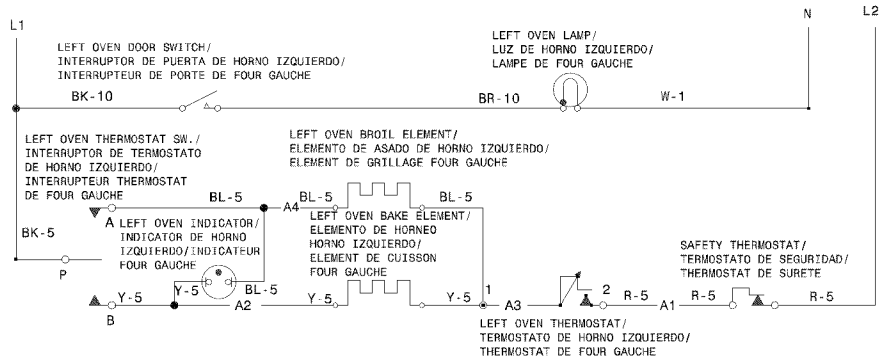 L1
N
L2
LEFT OVEN DOOR SWITCH/
INTERRUPTOR DE PUERTA DE HORNO IZQUIERDO/
INTERRUPTEUR DE PORTE DE FOUR GAUCHE
LEFT OVEN LAMP/
LUZ DE HORNO IZQUIERDO/
LAMPE DE FOUR GAUCHE
BK-10
BR-10
W-1
LEFT OVEN THERMOSTAT SW./
INTERRUPTOR DE TERMOSTATO
DE HORNO IZQUIERDO/
INTERRUPTEUR THERMOSTAT
DE FOUR GAUCHE
LEFT OVEN BROIL ELEMENT/
ELEMENTO DE ASADO DE HORNO IZQUIERDO/
ELEMENT DE GRILLAGE FOUR GAUCHE
BL-5
A4
BL-5
BL-5
A
LEFT OVEN INDICATOR/
INDICATOR DE HORNO
IZQUIERDO/INDICATEUR
FOUR GAUCHE
LEFT OVEN BAKE ELEMENT/
ELEMENTO DE HORNEO
HORNO IZQUIERDO/
ELEMENT DE CUISSON
FOUR GAUCHE
BK-5
P
SAFETY THERMOSTAT/
TERMOSTATO DE SEGURIDAD/
THERMOSTAT DE SURETE
Y-5
BL-5
Y-5
B
A2
Y-5
Y-5
1
A3
2
R-5
A1
R-5
R-5
LEFT OVEN THERMOSTAT/
TERMOSTATO DE HORNO IZQUIERDO/
THERMOSTAT DE FOUR GAUCHE